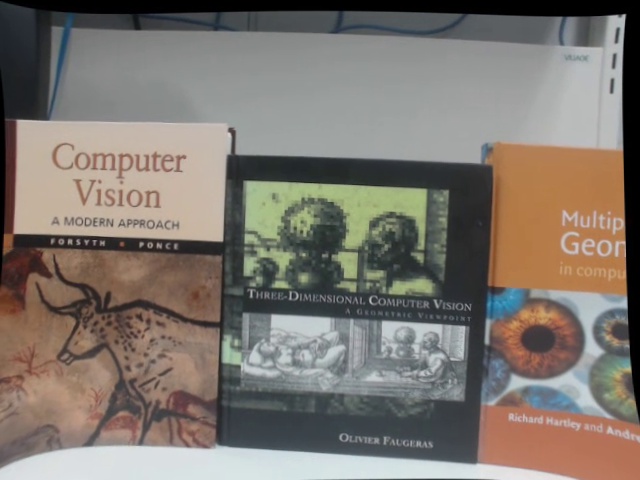 Computer
Vision
A MODERN APPROACH
FORSYTH • PONCE
THREE-DIMENSIONAL COMPUTER VISION
A GEOMETRIC VIEWPOINT
OLIVIER FAUGERAS
Multip
Geon
in compu
Richard Hartley and Andre